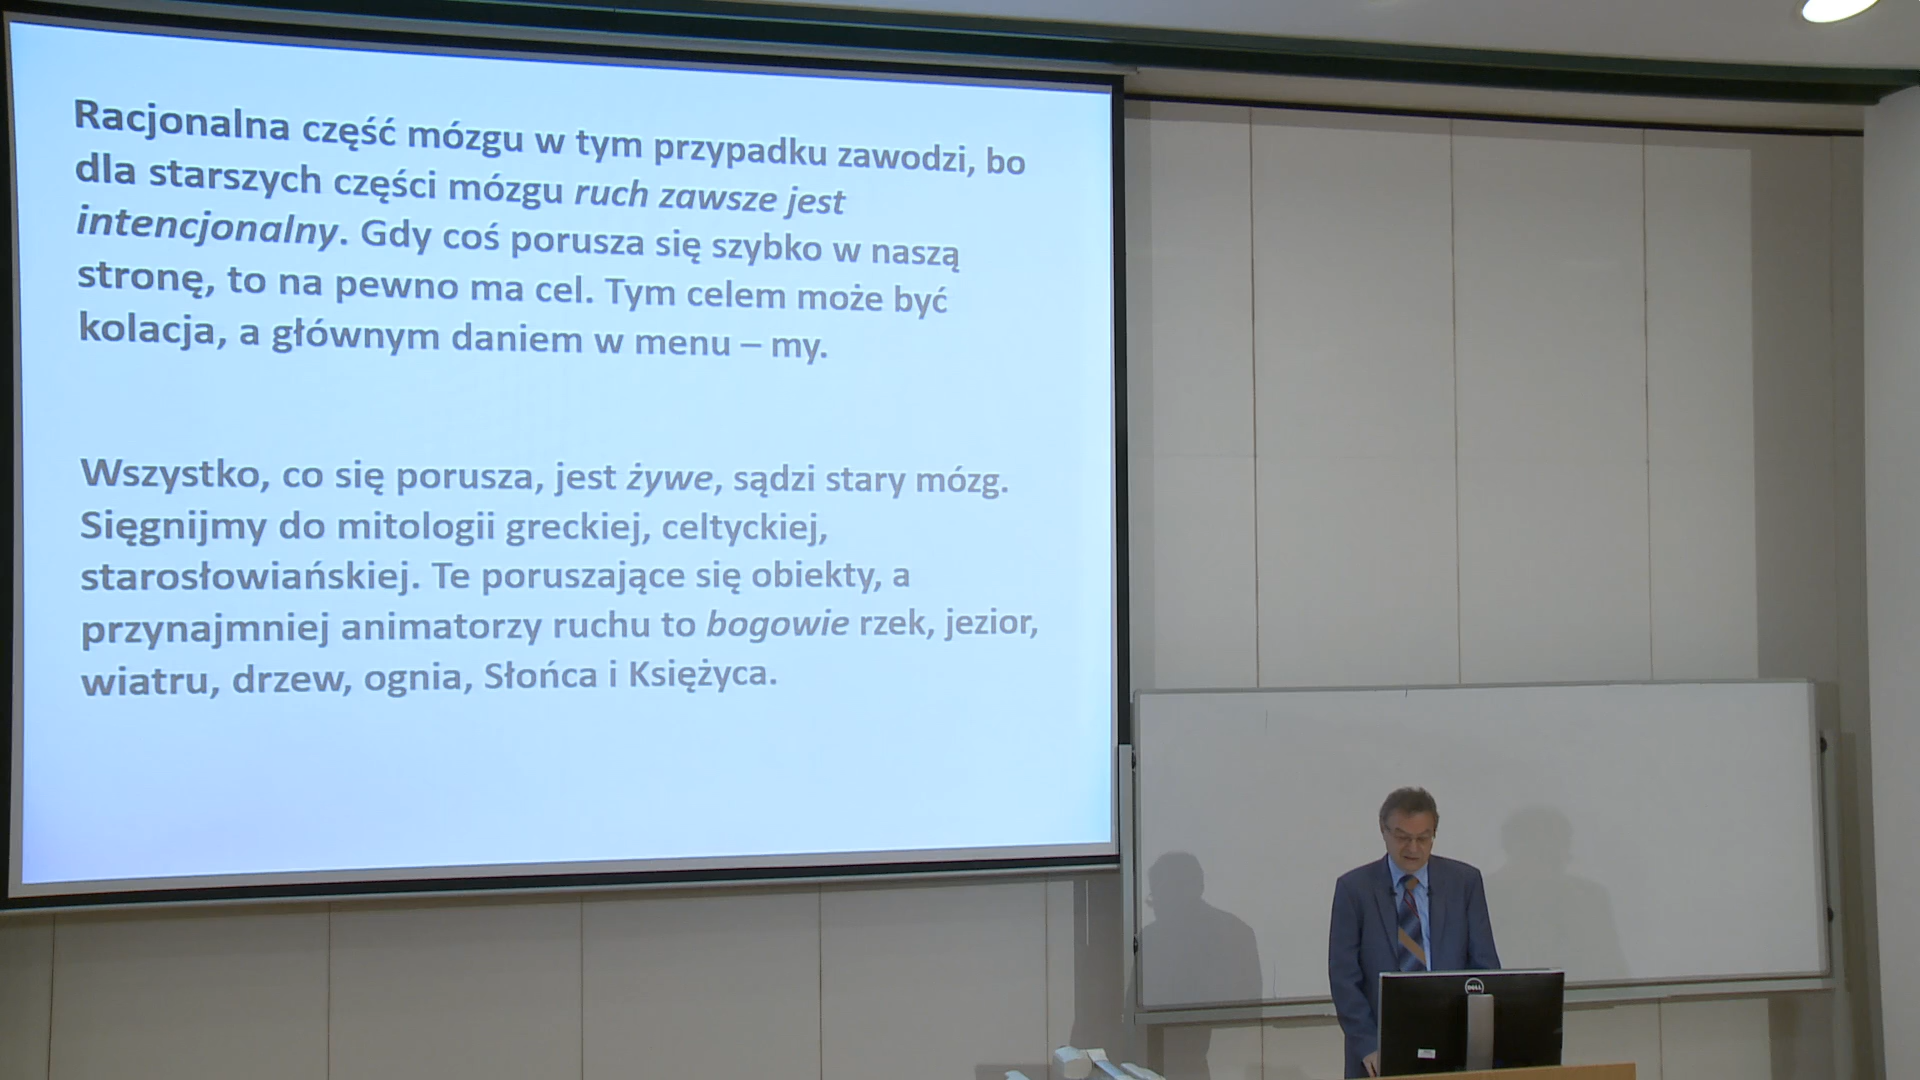 Racjonalna część mózgu w tym przypadku zawodzi, bo
dla starszych części mózgu ruch zawsze jest
intencjonalny. Gdy coś porusza się szybko w naszą
stronę, to na pewno ma cel. Tym celem może być
kolacja, a głównym daniem w menu – my.
Wszystko, co się porusza, jest żywe, sądzi stary mózg.
Sięgnijmy do mitologii greckiej, celtyckiej,
starosłowiańskiej. Te poruszające się obiekty, a
przynajmniej animatorzy ruchu to bogowie rzek, jezior,
wiatru, drzew, ognia, Słońca i Księżyca.
DELL